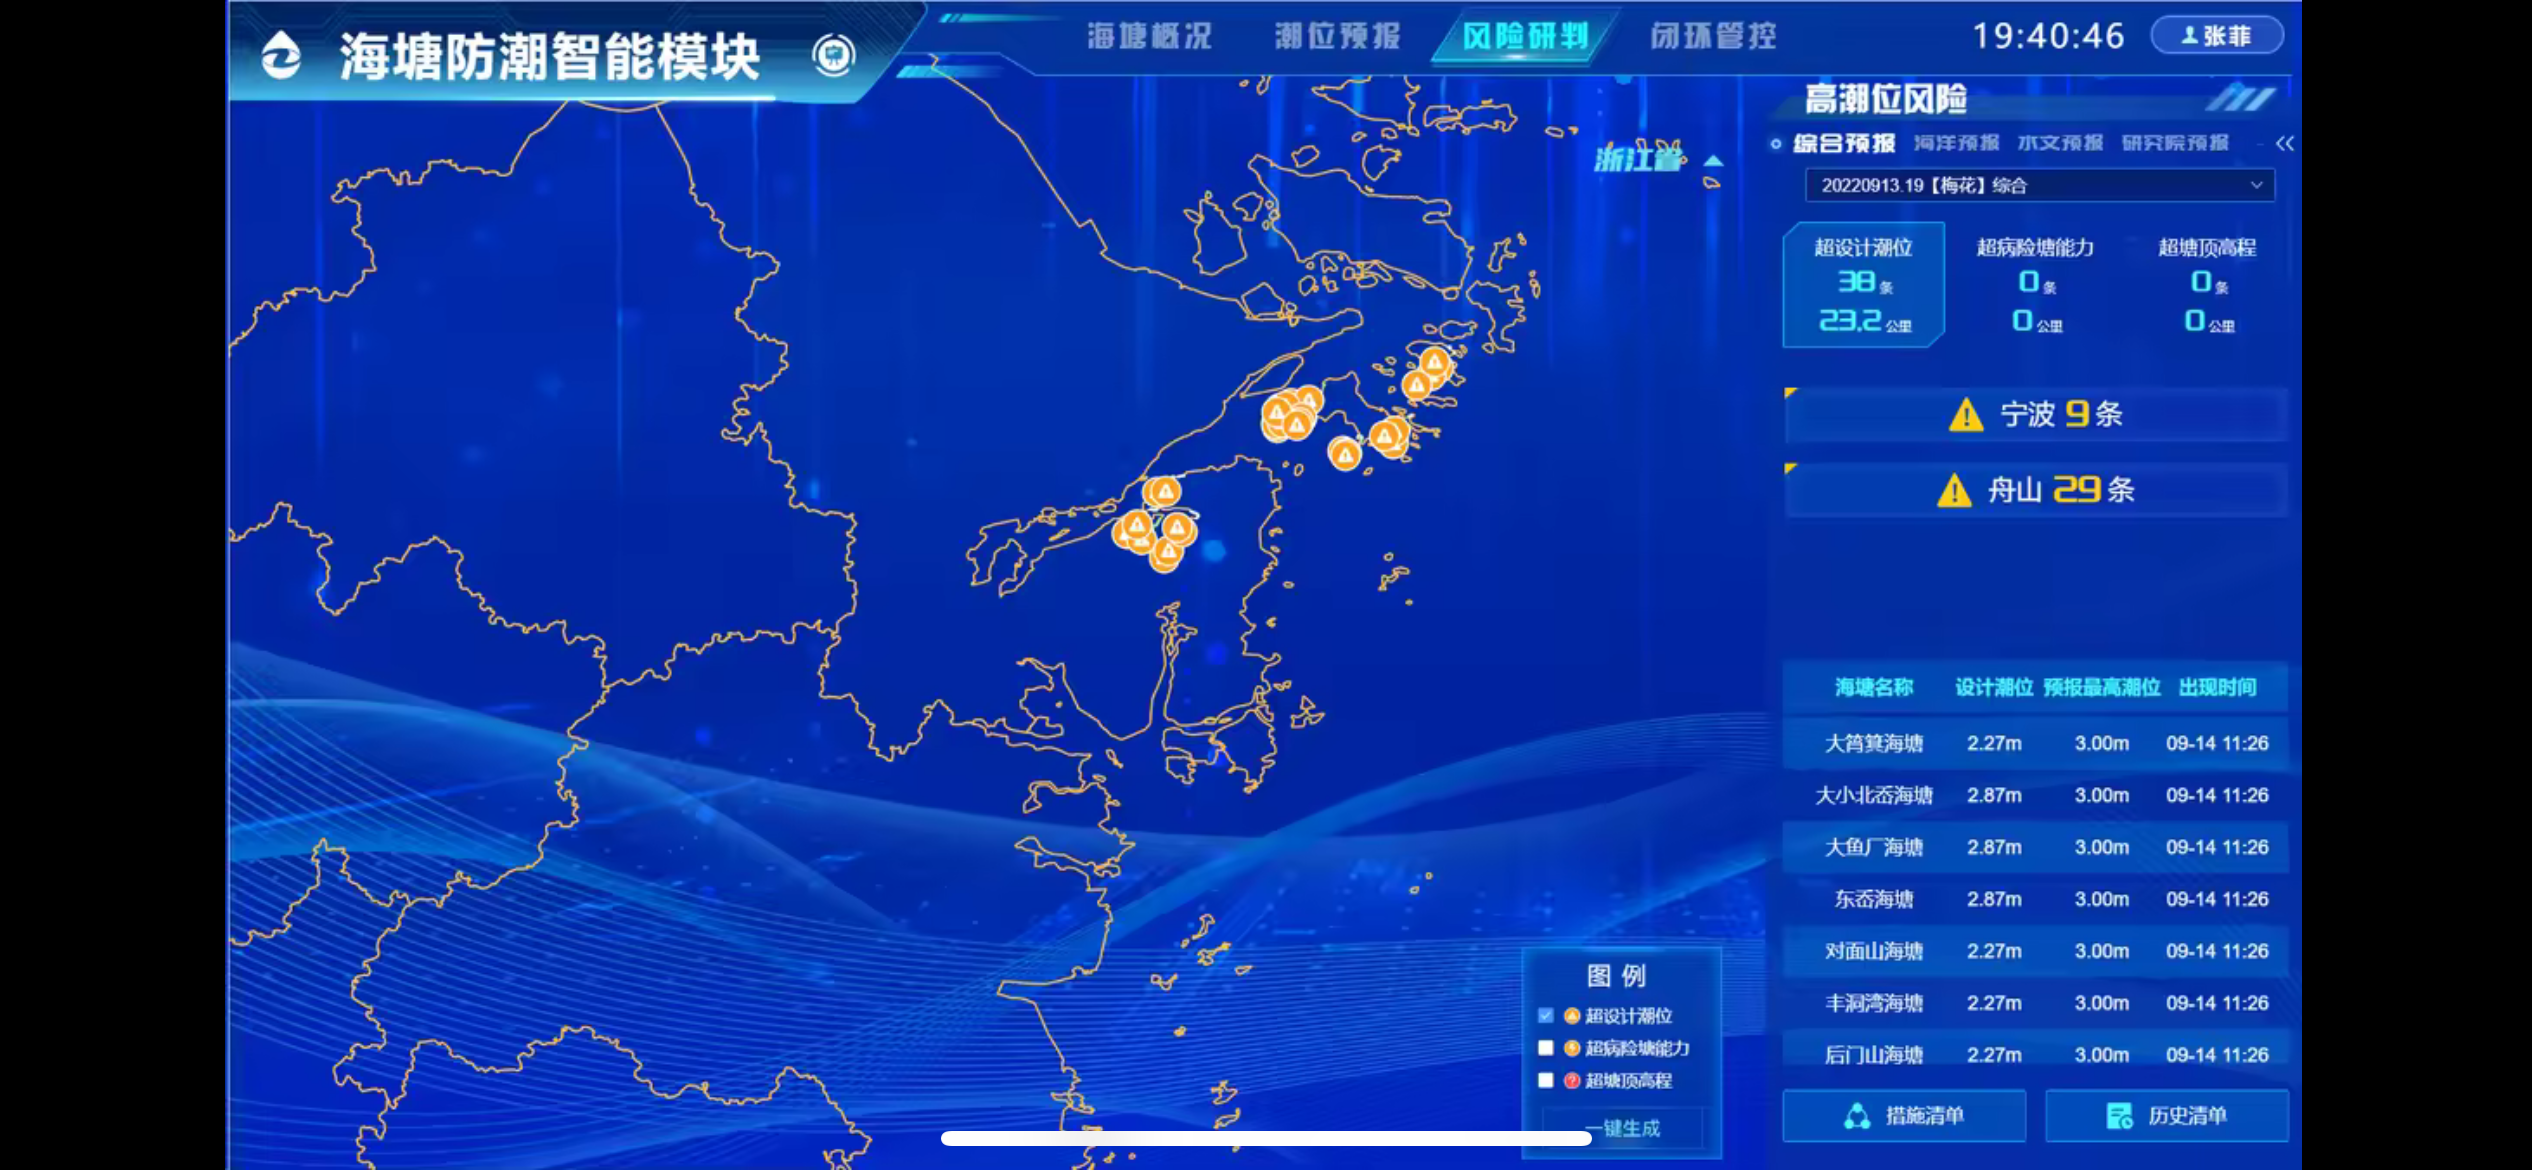 海塘防潮智能模块
海塘概况 潮位预报 风险研判 闭环管控
19:40:46 张菲
浙江省
高潮位风险
综合预报 海洋预报 水文预报 研究院预报
20220913.19【梅花】综合
超设计潮位 超病险塘能力 超塘顶高程
38条 0条 0条
23.2公里 0公里 0公里
宁波 9条
舟山 29条
海塘名称 设计潮位 预报最高潮位 出现时间
大筲箕海塘 2.27m 3.00m 09-14 11:26
大小北岙海塘 2.87m 3.00m 09-14 11:26
大鱼厂海塘 2.87m 3.00m 09-14 11:26
东岙海塘 2.87m 3.00m 09-14 11:26
对面山海塘 2.27m 3.00m 09-14 11:26
丰洞湾海塘 2.27m 3.00m 09-14 11:26
后门山海塘 2.27m 3.00m 09-14 11:26
措施清单 历史清单
图例
超设计潮位
超病险塘能力
超塘顶高程
一键生成